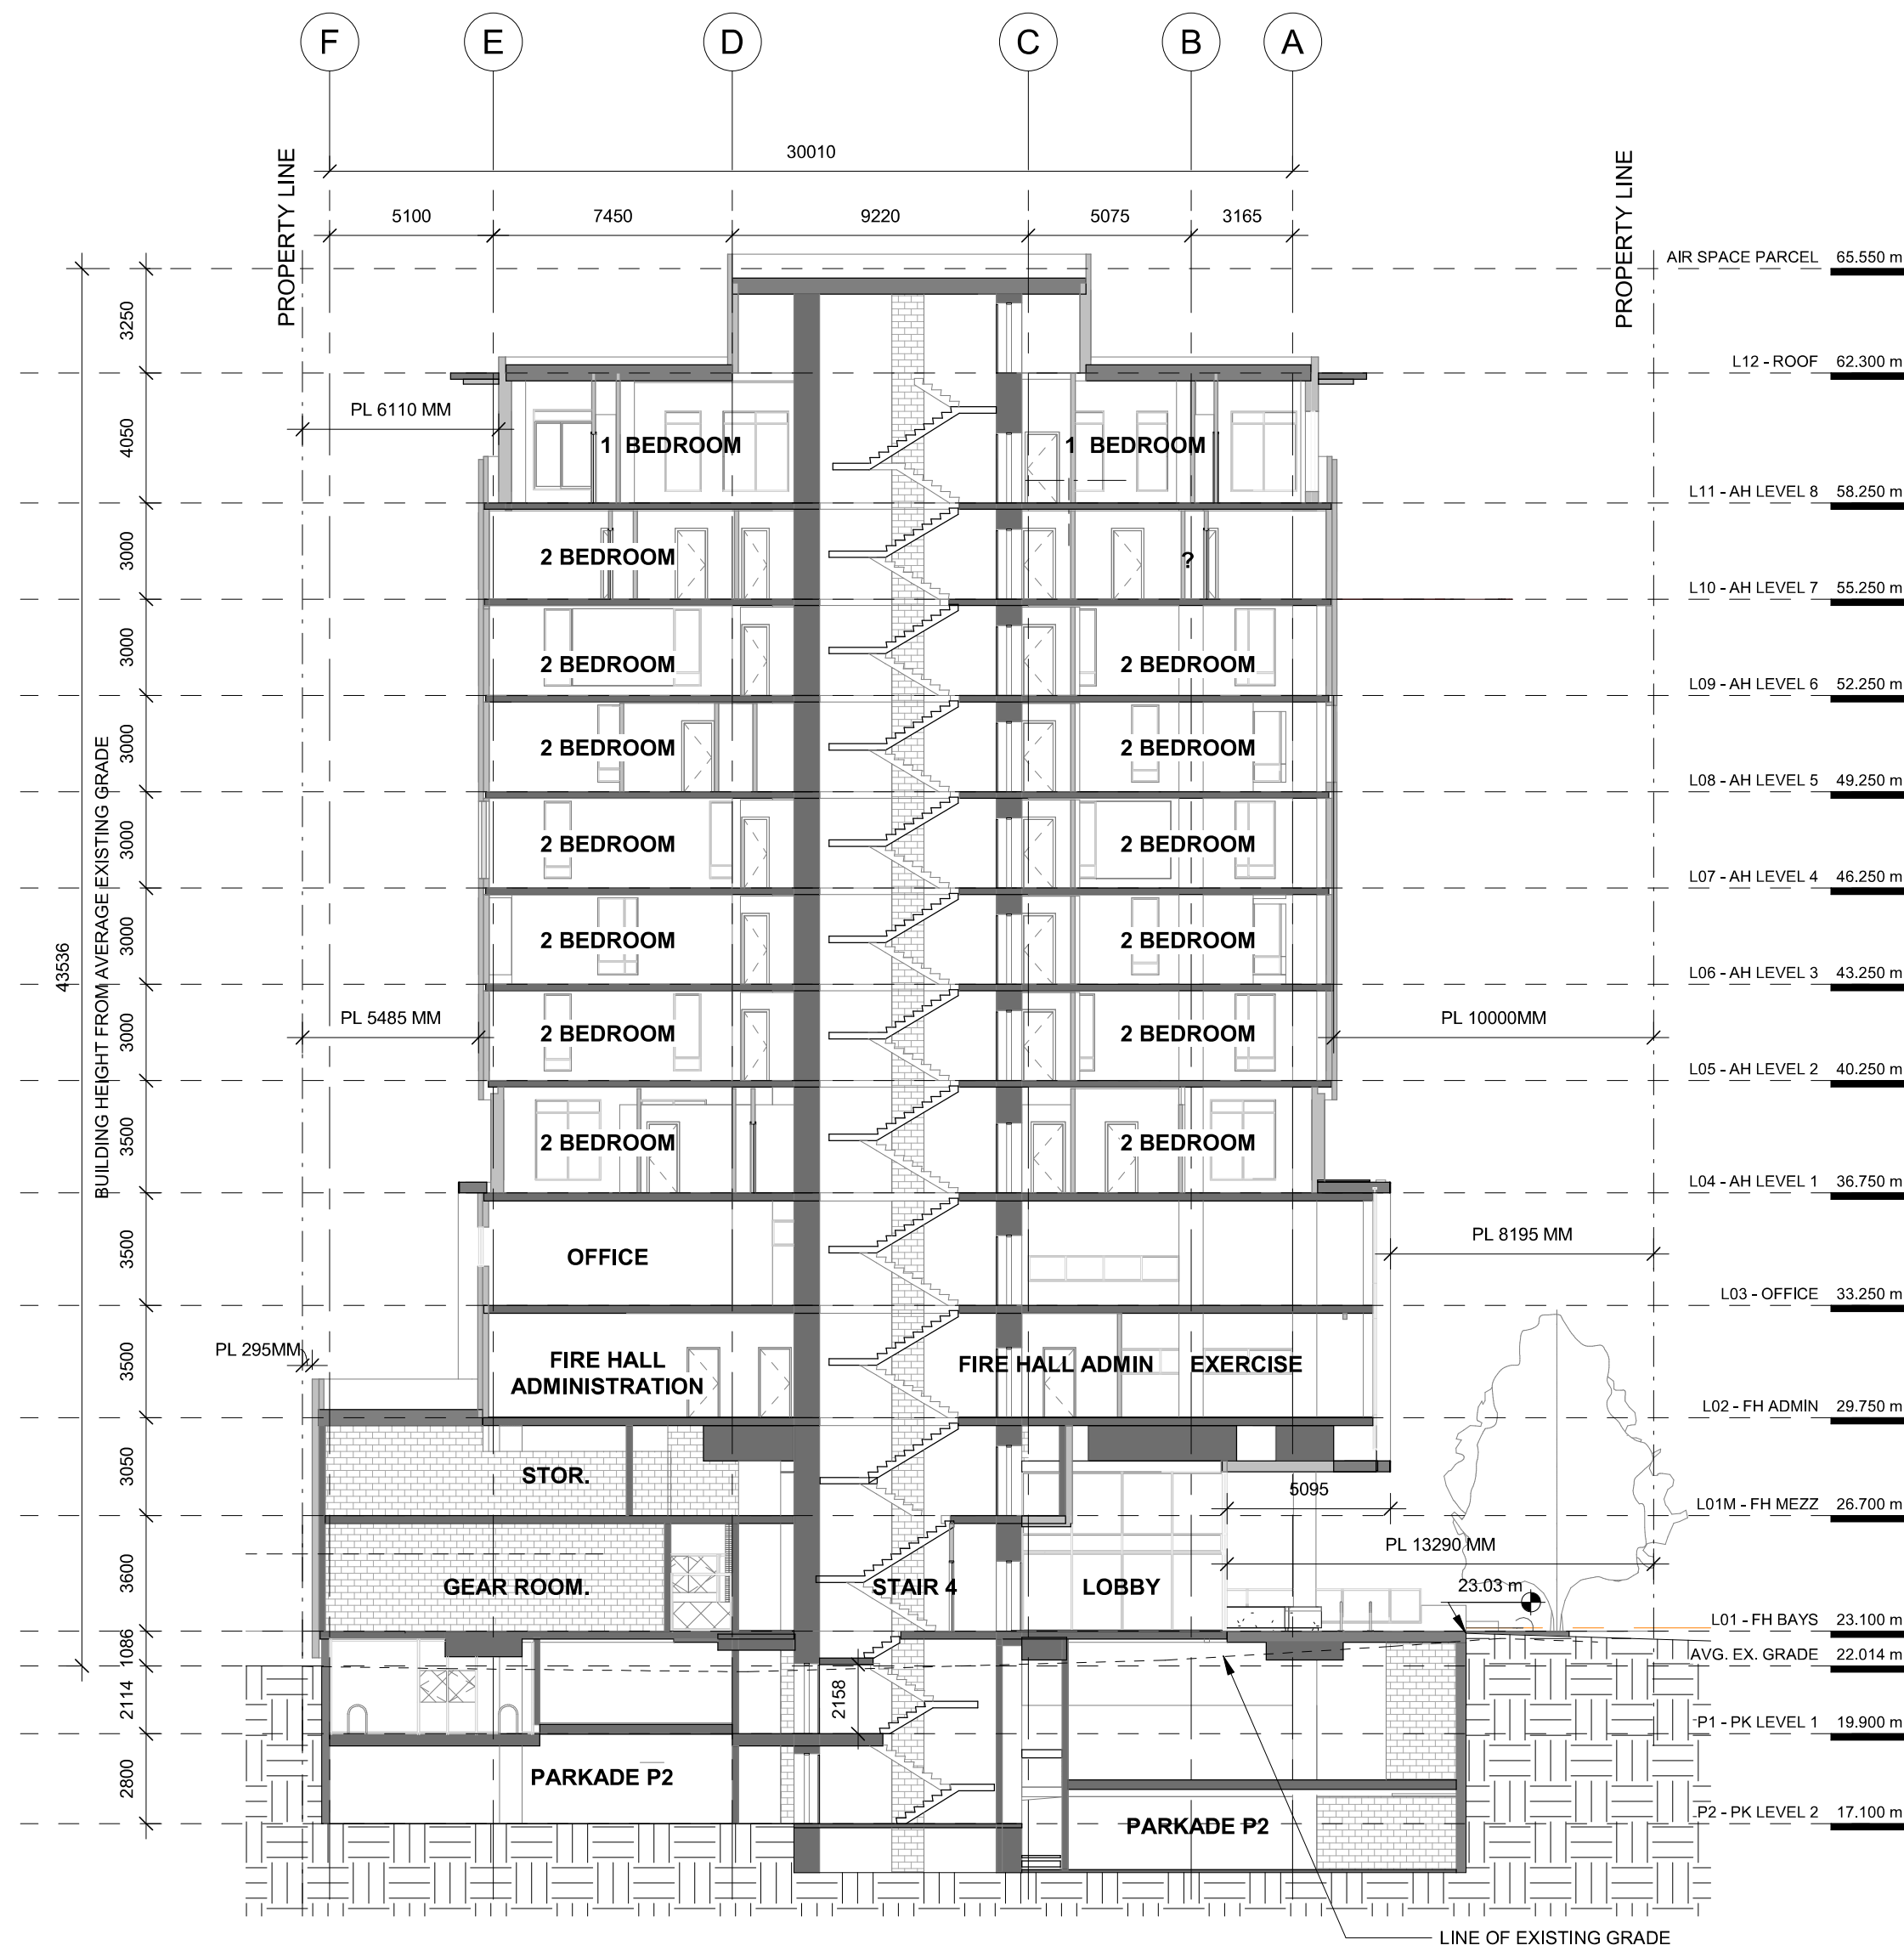 F E D C B A
30010
PROPERTY LINE
PROPERTY LINE
5100 7450 9220 5075 3165
AIR SPACE PARCEL 65.550 m
3250
L12 - ROOF 62.300 m
PL 6110 MM
4050
1 BEDROOM 1 BEDROOM
L11 - AH LEVEL 8 58.250 m
3000
2 BEDROOM ?
L10 - AH LEVEL 7 55.250 m
3000
2 BEDROOM 2 BEDROOM
L09 - AH LEVEL 6 52.250 m
3000
2 BEDROOM 2 BEDROOM
L08 - AH LEVEL 5 49.250 m
3000
2 BEDROOM 2 BEDROOM
L07 - AH LEVEL 4 46.250 m
43536
BUILDING HEIGHT FROM AVERAGE EXISTING GRADE
3000
2 BEDROOM 2 BEDROOM
L06 - AH LEVEL 3 43.250 m
PL 5485 MM PL 10000MM
3000
2 BEDROOM 2 BEDROOM
L05 - AH LEVEL 2 40.250 m
3500
2 BEDROOM 2 BEDROOM
L04 - AH LEVEL 1 36.750 m
PL 8195 MM
3500
OFFICE
L03 - OFFICE 33.250 m
PL 295MM
3500
FIRE HALL
ADMINISTRATION
FIRE HALL ADMIN EXERCISE
L02 - FH ADMIN 29.750 m
3050
STOR.
5095
L01M - FH MEZZ 26.700 m
PL 13290 MM
3600
GEAR ROOM. STAIR 4 LOBBY
23.03 m
L01 - FH BAYS 23.100 m
1086
AVG. EX. GRADE 22.014 m
2114
2158
P1 - PK LEVEL 1 19.900 m
2800
PARKADE P2
P2 - PK LEVEL 2 17.100 m
PARKADE P2
LINE OF EXISTING GRADE